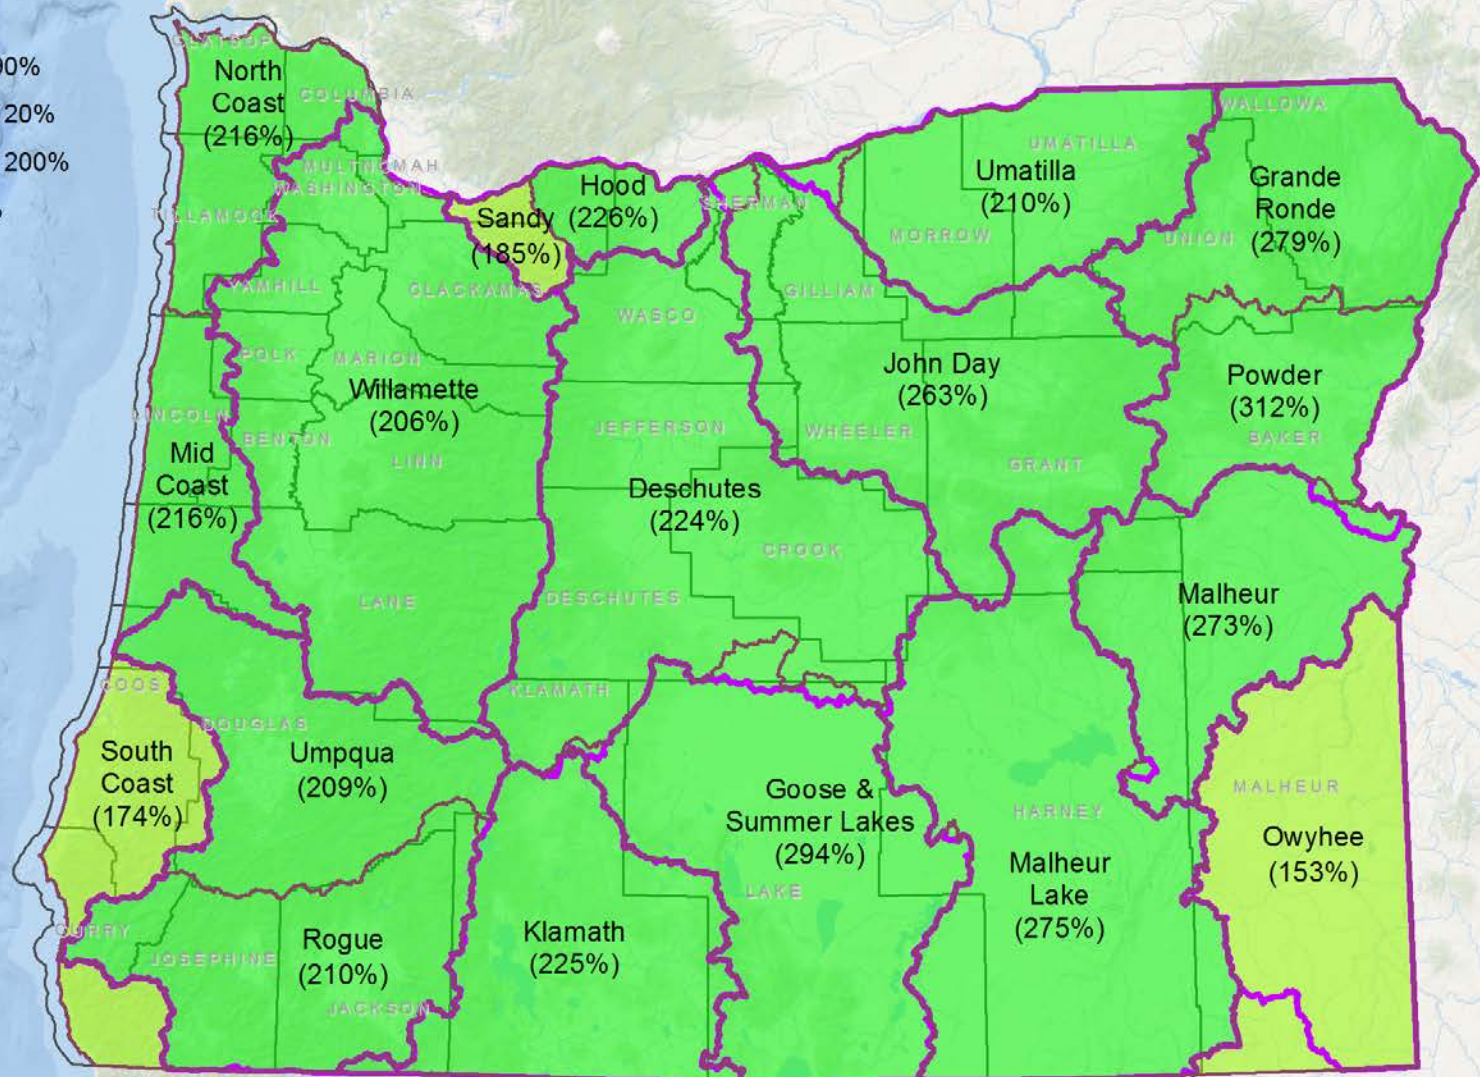 CLATSOP
0%
North
Coast
(216%)
COLUMBIA
20%
200%
MULTNOMAH
WASHINGTON
TILLAMOOK
Sandy
(185%)
Hood
(226%)
SHERMAN
UMATILLA
Umatilla
(210%)
MORROW
WALLOWA
Grande
Ronde
(279%)
UNION
YAMHILL
CLACKAMAS
WASCO
GILLIAM
POLK
MARION
Willamette
(206%)
John Day
(263%)
Powder
(312%)
BAKER
LINCOLN
BENTON
LINN
JEFFERSON
WHEELER
GRANT
Mid
Coast
(216%)
Deschutes
(224%)
CROOK
LANE
DESCHUTES
Malheur
(273%)
COOS
DOUGLAS
KLAMATH
South
Coast
(174%)
Umpqua
(209%)
Goose &
Summer Lakes
(294%)
LAKE
HARNEY
Malheur
Lake
(275%)
MALHEUR
Owyhee
(153%)
CURRY
JOSEPHINE
Rogue
(210%)
JACKSON
Klamath
(225%)